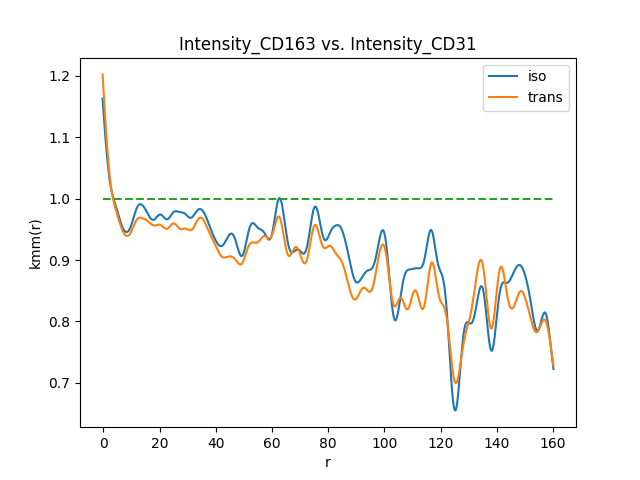 Intensity_CD163 vs. Intensity_CD31
iso
trans
1.2
1.1
1.0
0.9
0.8
0.7
kmm(r)
0 20 40 60 80 100 120 140 160
r